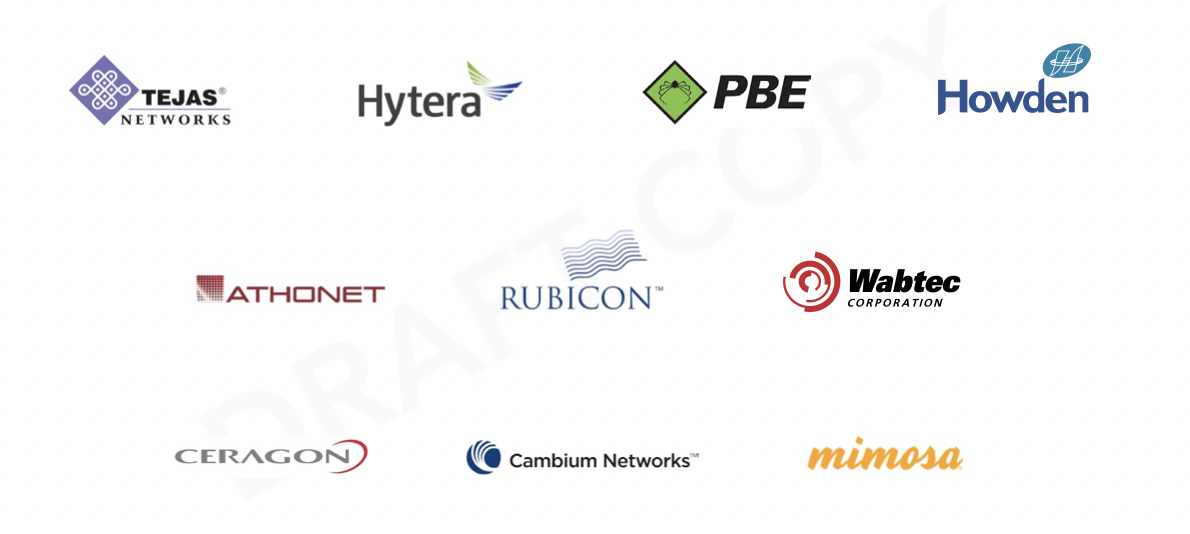 TEJAS®
NETWORKS
Hytera
PBE
Howden
ATHONET
RUBICON™
Wabtec
CORPORATION
CERAGON
Cambium Networks™
mimosa
DRAFT COPY